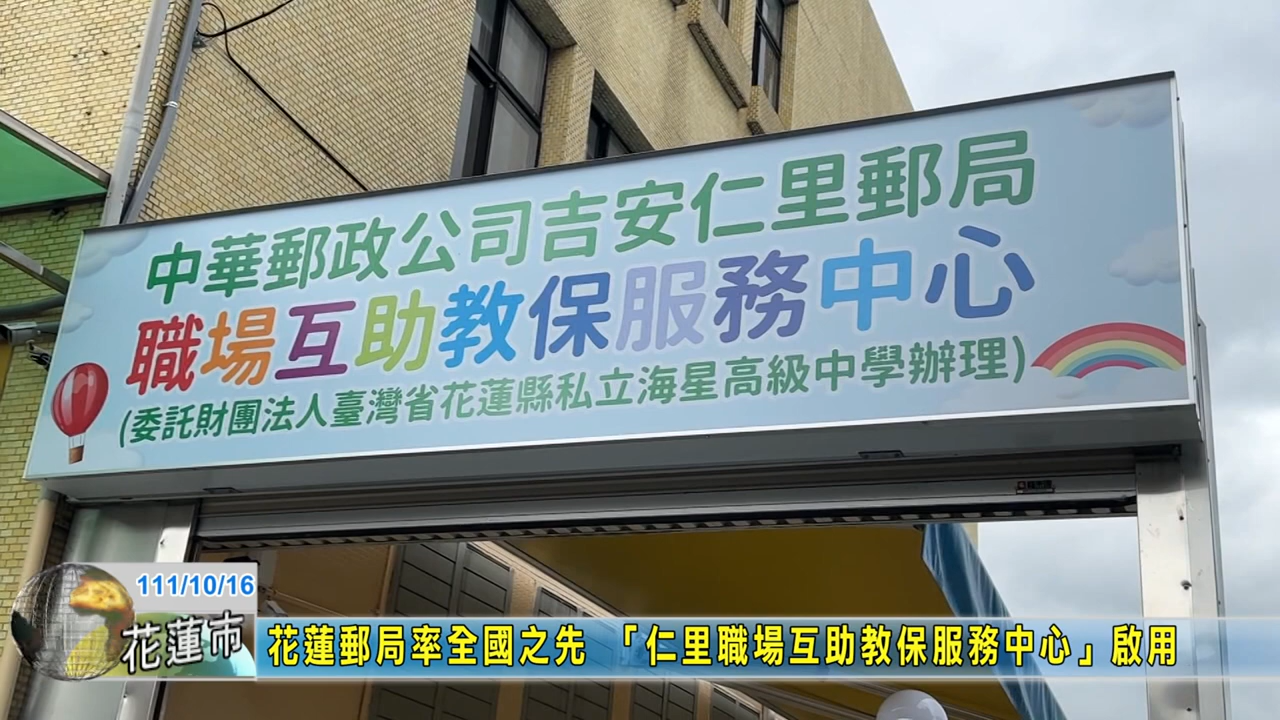 中華郵政公司吉安仁里郵局
職場互助教保服務中心
(委託財團法人臺灣省花蓮縣私立海星高級中學辦理)
111/10/16
花蓮市
花蓮郵局率全國之先 「仁里職場互助教保服務中心」啟用